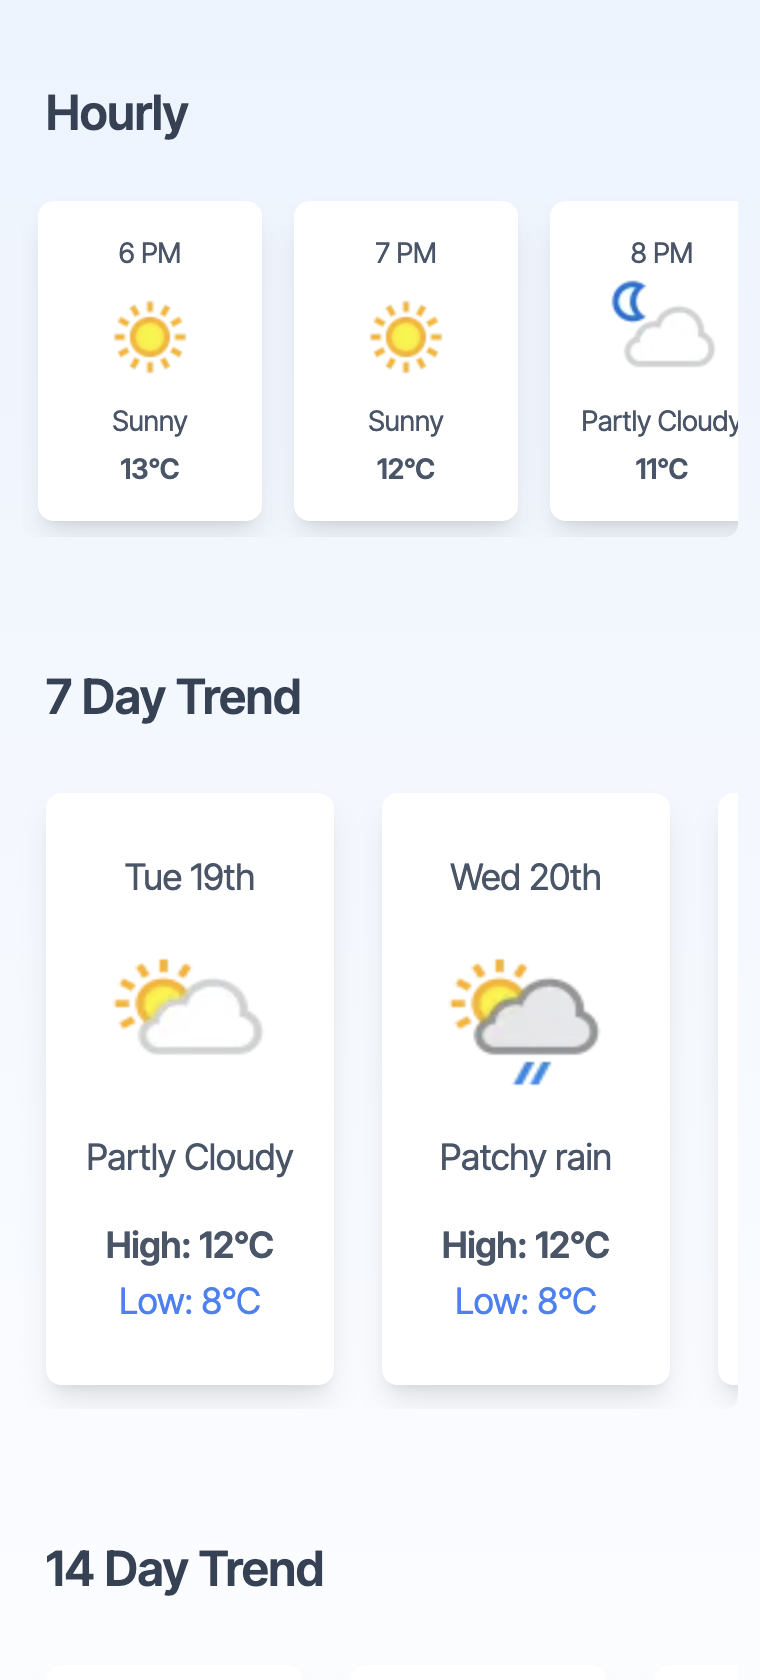 Hourly
6 PM
Sunny
13°C
7 PM
Sunny
12°C
8 PM
Partly Cloudy
11°C
7 Day Trend
Tue 19th
Partly Cloudy
High: 12°C
Low: 8°C
Wed 20th
Patchy rain
High: 12°C
Low: 8°C
14 Day Trend